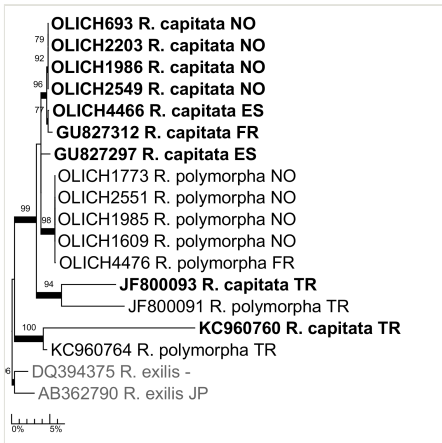 OLICH693 R. capitata NO
79
OLICH2203 R. capitata NO
92
OLICH1986 R. capitata NO
96
OLICH2549 R. capitata NO
77
OLICH4466 R. capitata ES
GU827312 R. capitata FR
GU827297 R. capitata ES
OLICH1773 R. polymorpha NO
OLICH2551 R. polymorpha NO
99
OLICH1985 R. polymorpha NO
98
OLICH1609 R. polymorpha NO
OLICH4476 R. polymorpha FR
94
JF800093 R. capitata TR
JF800091 R. polymorpha TR
100
KC960760 R. capitata TR
KC960764 R. polymorpha TR
6
DQ394375 R. exilis -
AB362790 R. exilis JP
0% 5%